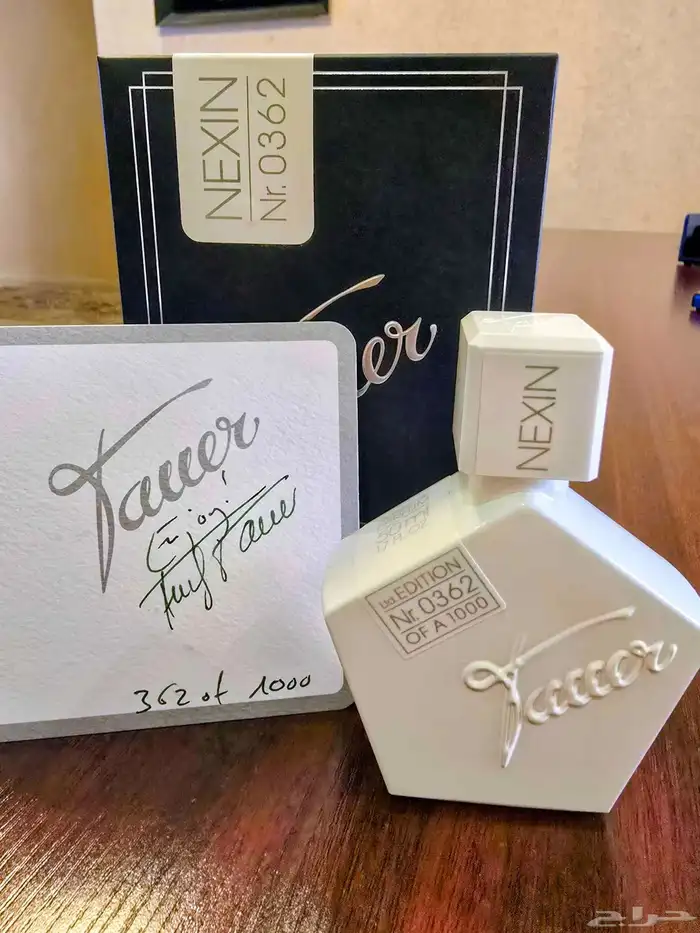 NEXIN
Nr. 0362
Tauer
Tauer
Enjoy!
Andy Tauer
362 of 1000
NEXIN
Ltd. EDITION
Nr. 0362
OF A 1000
Tauer
حراج